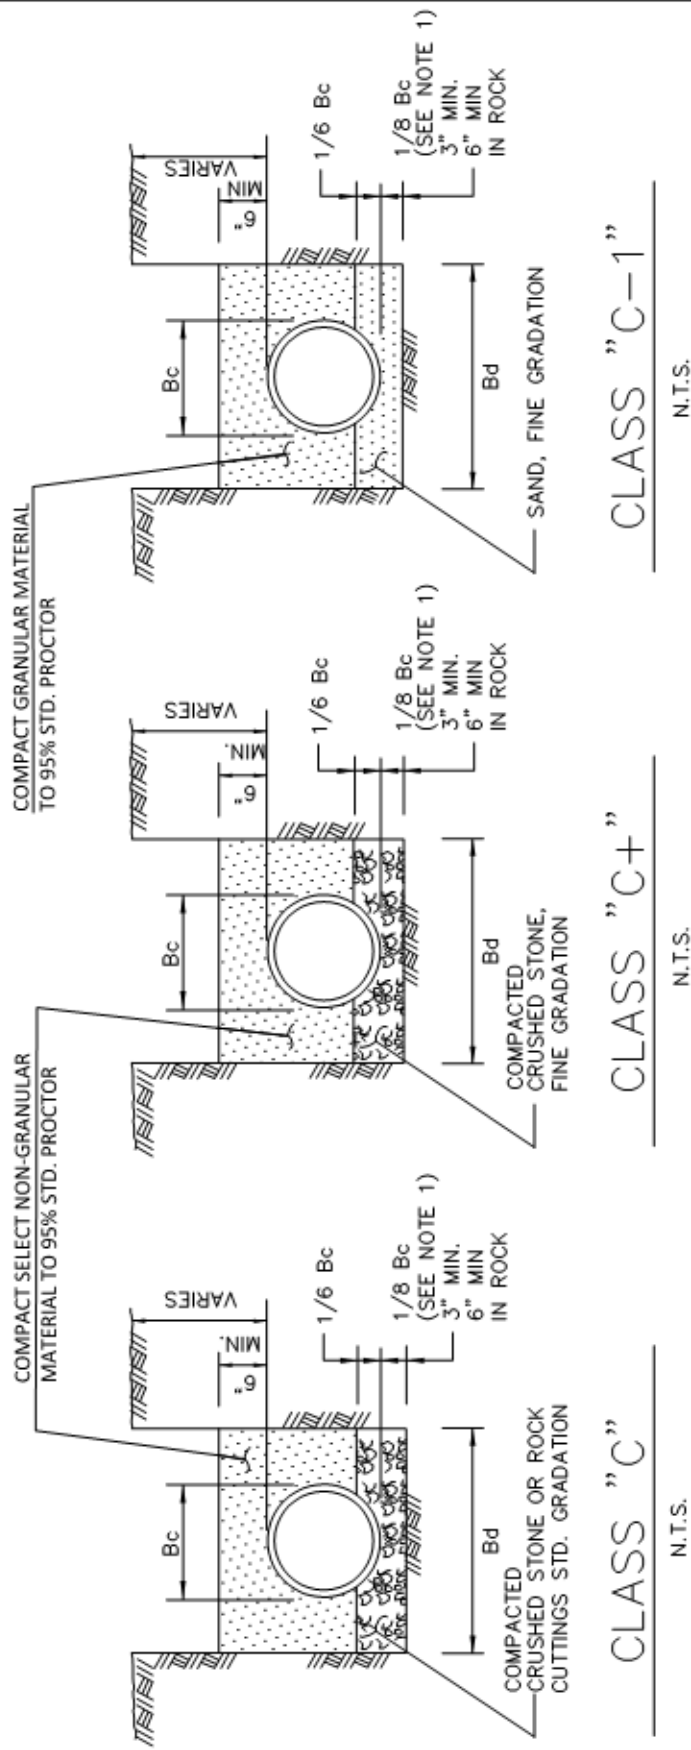 COMPACT SELECT NON-GRANULAR
MATERIAL TO 95% STD. PROCTOR
COMPACT GRANULAR MATERIAL
TO 95% STD. PROCTOR
Bc
6"
MIN.
VARIES
1/6 Bc
1/8 Bc
(SEE NOTE 1)
3" MIN.
6" MIN
IN ROCK
Bd
COMPACTED
CRUSHED STONE OR ROCK
CUTTINGS STD. GRADATION
CLASS "C"
N.T.S.
Bc
6"
MIN.
VARIES
1/6 Bc
1/8 Bc
(SEE NOTE 1)
3" MIN.
6" MIN
IN ROCK
Bd
COMPACTED
CRUSHED STONE,
FINE GRADATION
CLASS "C+"
N.T.S.
Bc
6"
MIN
VARIES
1/6 Bc
1/8 Bc
(SEE NOTE 1)
3" MIN.
6" MIN
IN ROCK
Bd
SAND, FINE GRADATION
CLASS "C-1"
N.T.S.